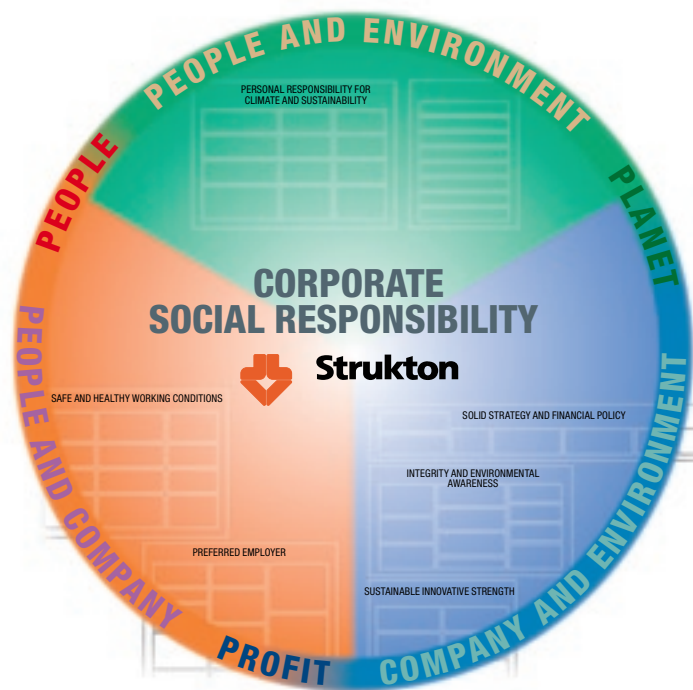 PEOPLE AND ENVIRONMENT
PERSONAL RESPONSIBILITY FOR
CLIMATE AND SUSTAINABILITY
PEOPLE
PLANET
CORPORATE
SOCIAL RESPONSIBILITY
Strukton
PEOPLE AND COMPANY
SAFE AND HEALTHY WORKING CONDITIONS
SOLID STRATEGY AND FINANCIAL POLICY
INTEGRITY AND ENVIRONMENTAL
AWARENESS
PREFERRED EMPLOYER
SUSTAINABLE INNOVATIVE STRENGTH
COMPANY AND ENVIRONMENT
PROFIT